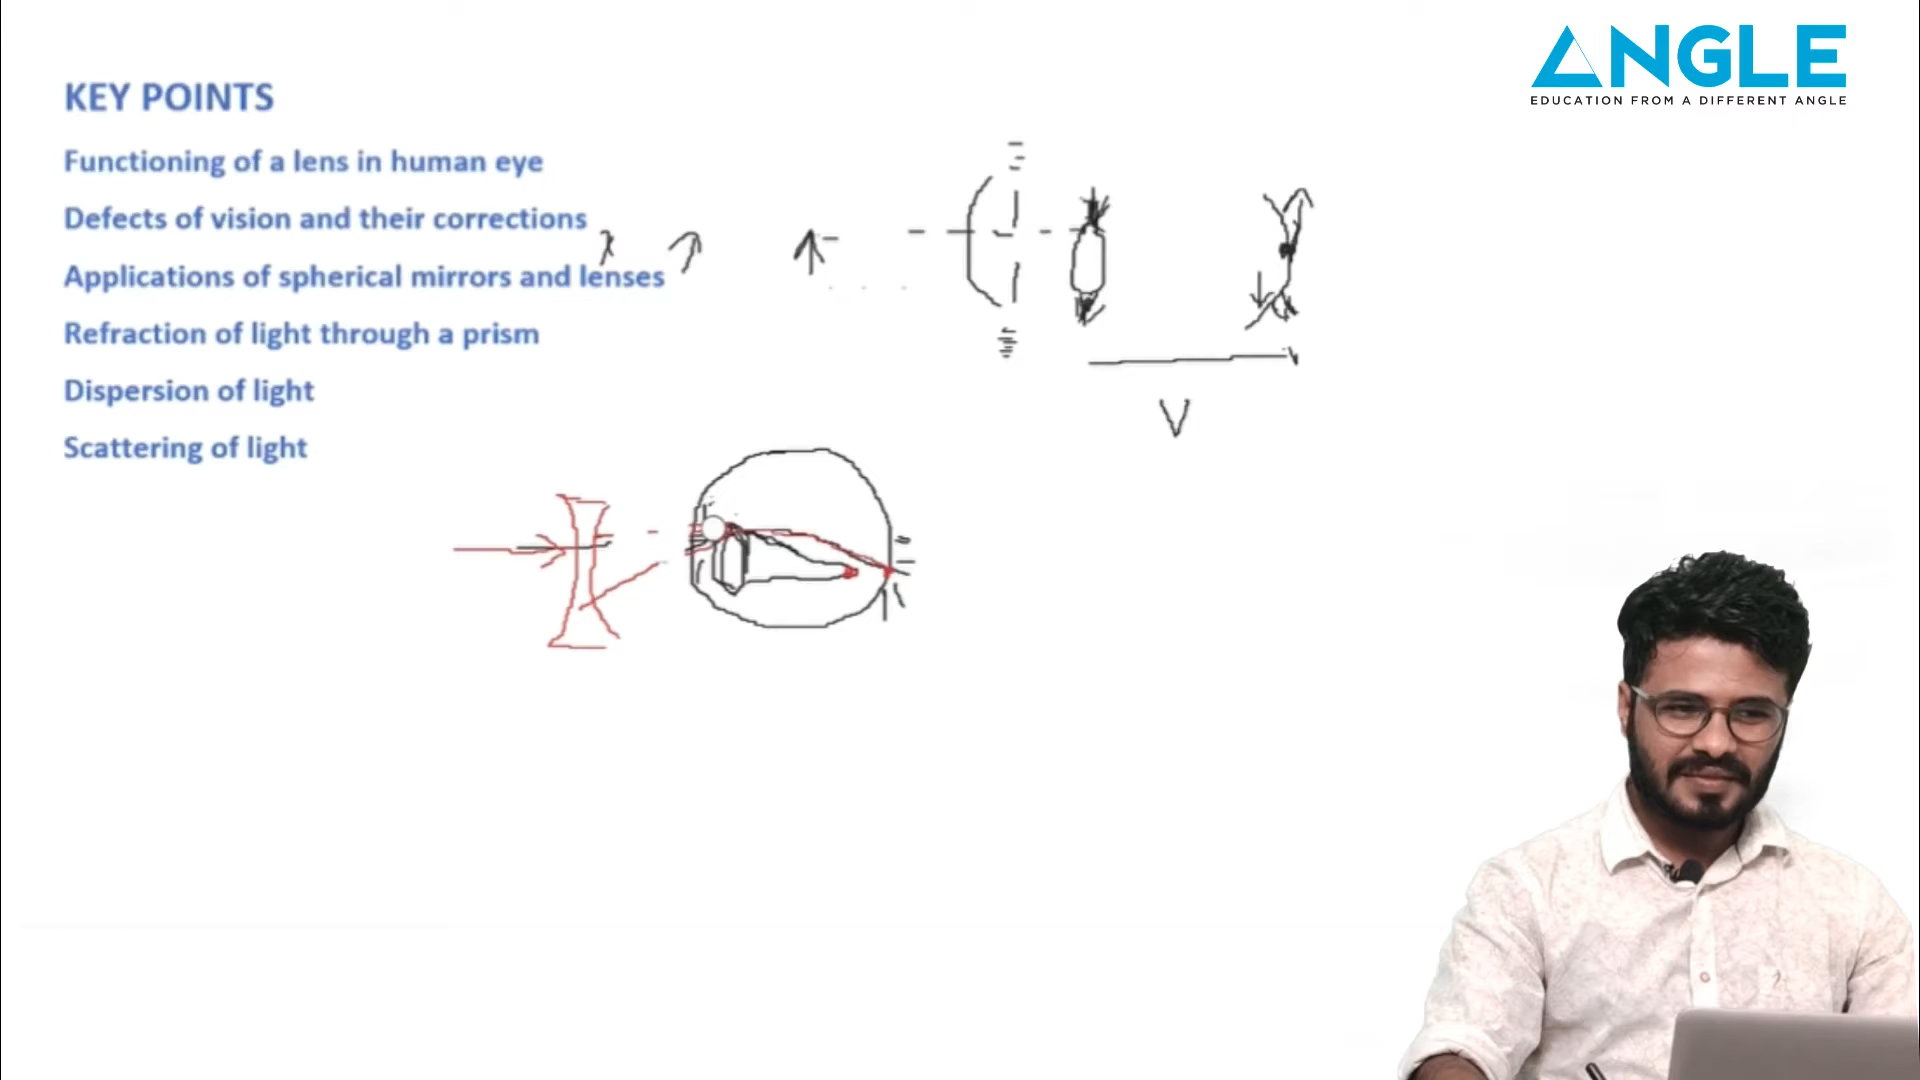 ANGLE
EDUCATION FROM A DIFFERENT ANGLE
KEY POINTS
Functioning of a lens in human eye
Defects of vision and their corrections
Applications of spherical mirrors and lenses
Refraction of light through a prism
Dispersion of light
Scattering of light
V